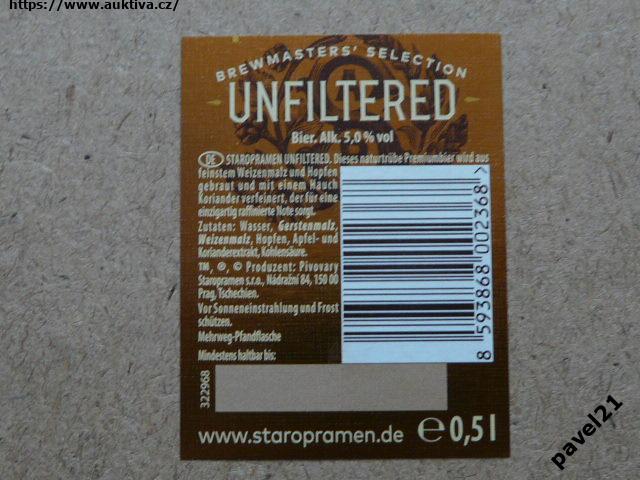 https://www.auktiva.cz/
BREWMASTERS' SELECTION
UNFILTERED
Bier. Alk. 5,0 % vol
DE STAROPRAMEN UNFILTERED. Dieses naturtrübe Premiumbier wird aus
feinstem Weizenmalz und Hopfen
gebraut und mit einem Hauch
Koriander verfeinert, der für eine
einzigartig raffinierte Note sorgt.
Zutaten: Wasser, Gerstenmalz,
Weizenmalz, Hopfen, Apfel- und
Korianderextrakt, Kohlensäure.
™, ®, © Produzent: Pivovary
Staropramen s.r.o., Nádražní 84, 150 00
Prag, Tschechien.
Vor Sonneneinstrahlung und Frost
schützen.
Mehrweg-Pfandflasche
Mindestens haltbar bis:
322968
8 593868 002368
www.staropramen.de e 0,5 l
pavel21